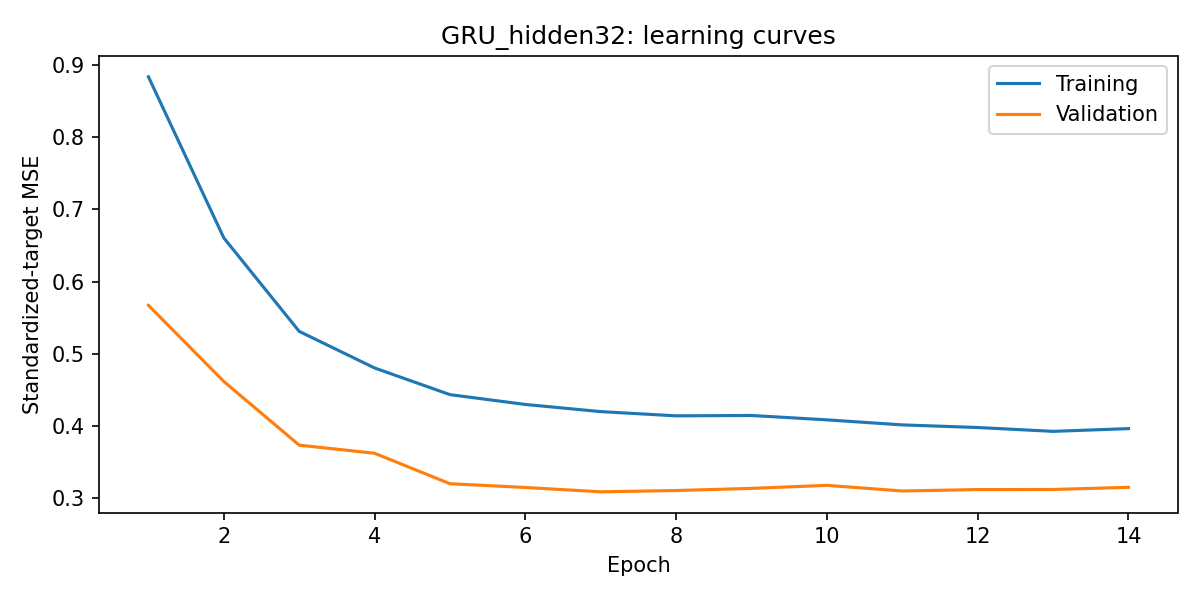 GRU_hidden32: learning curves
Training
Validation
Standardized-target MSE
0.9
0.8
0.7
0.6
0.5
0.4
0.3
2 4 6 8 10 12 14
Epoch